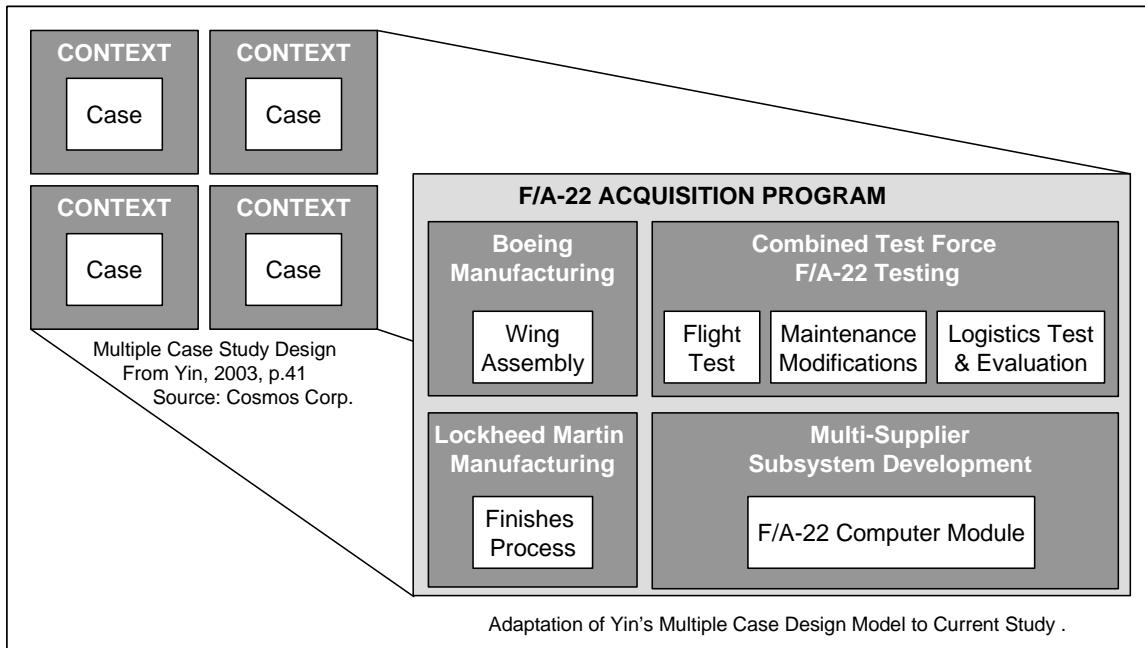 CONTEXT
CONTEXT
Case
Case
CONTEXT
CONTEXT
Case
Case
Multiple Case Study Design
From Yin, 2003, p.41
Source: Cosmos Corp.
F/A-22 ACQUISITION PROGRAM
Boeing
Manufacturing
Wing
Assembly
Combined Test Force
F/A-22 Testing
Flight
Test
Maintenance
Modifications
Logistics Test
& Evaluation
Lockheed Martin
Manufacturing
Finishes
Process
Multi-Supplier
Subsystem Development
F/A-22 Computer Module
Adaptation of Yin's Multiple Case Design Model to Current Study .